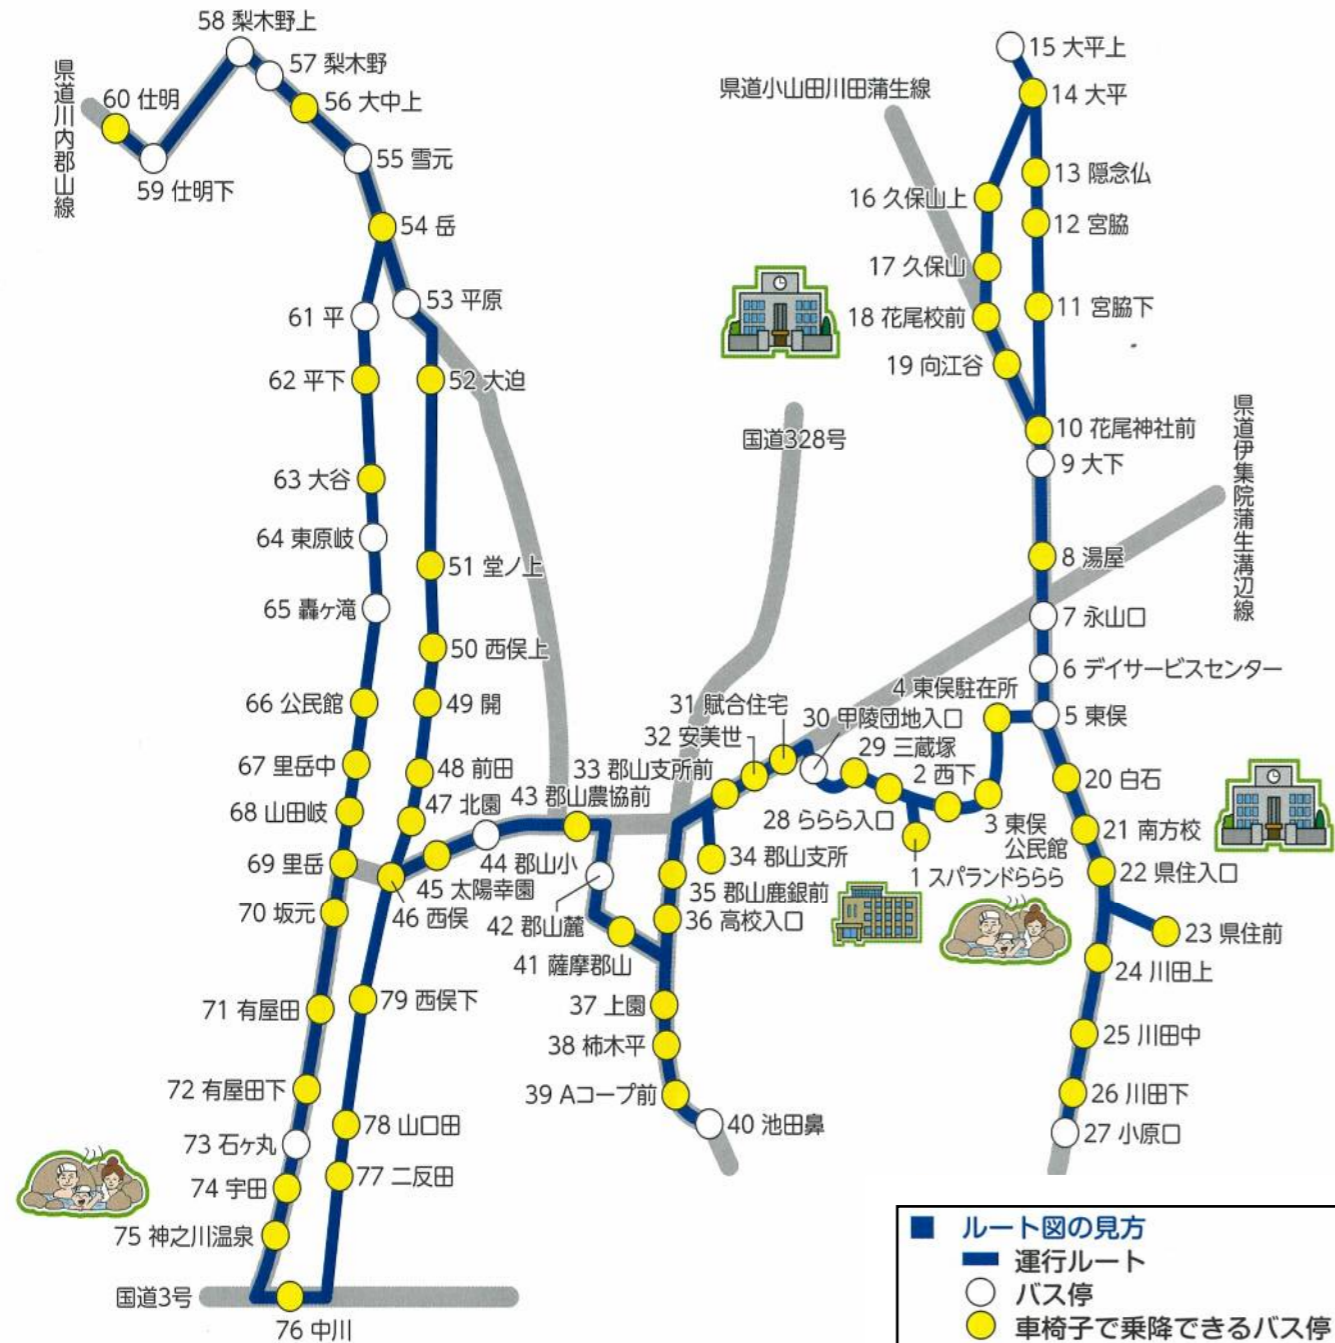 58 梨木野上
57 梨木野
56 大中上
60 仕明
59 仕明下
県道川内郡山線
55 雪元
54 岳
53 平原
61 平
62 平下
52 大迫
63 大谷
64 東原岐
65 轟ヶ滝
51 堂ノ上
50 西俣上
66 公民館
49 開
67 里岳中
48 前田
68 山田岐
47 北園
69 里岳
46 西俣
45 太陽幸園
44 郡山小
43 郡山農協前
42 郡山麓
41 薩摩郡山
70 坂元
71 有屋田
79 西俣下
72 有屋田下
73 石ヶ丸
78 山口田
74 宇田
77 二反田
75 神之川温泉
国道3号
76 中川
15 大平上
14 大平
県道小山田川田蒲生線
13 隠念仏
16 久保山上
12 宮脇
17 久保山
11 宮脇下
18 花尾校前
19 向江谷
10 花尾神社前
9 大下
国道328号
県道伊集院蒲生溝辺線
8 湯屋
7 永山口
6 デイサービスセンター
4 東俣駐在所
5 東俣
31 賦合住宅
30 甲陵団地入口
32 安美世
29 三蔵塚
33 郡山支所前
2 西下
28 ららら入口
3 東俣
公民館
1 スパランドららら
34 郡山支所
35 郡山鹿銀前
36 高校入口
37 上園
38 柿木平
39 Aコープ前
40 池田鼻
20 白石
21 南方校
22 県住入口
23 県住前
24 川田上
25 川田中
26 川田下
27 小原口
ルート図の見方
運行ルート
バス停
車椅子で乗降できるバス停